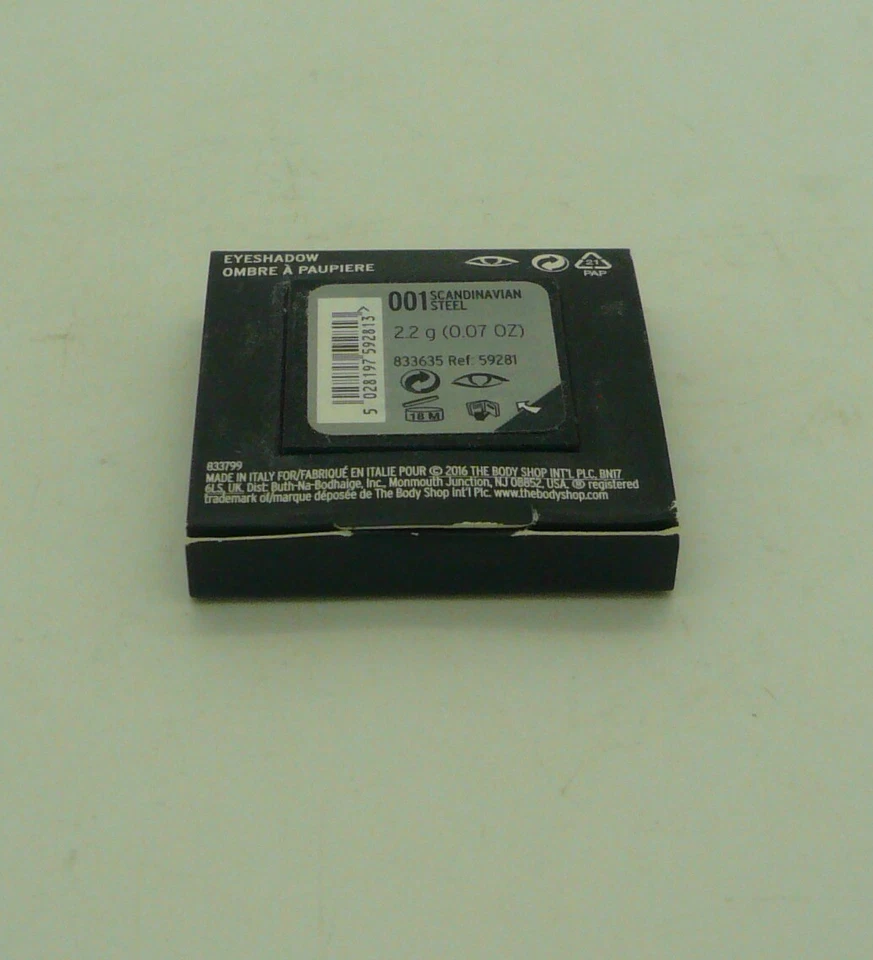 EYESHADOW
OMBRE À PAUPIERE
21
PAP
001 SCANDINAVIAN
STEEL
2.2 g (0.07 OZ)
833635 Ref: 59281
18 M
5 028197 592813 >
833799
MADE IN ITALY FOR/FABRIQUÉ EN ITALIE POUR © 2016 THE BODY SHOP INT'L PLC, BN17
6LS, UK. Dist: Buth-Na-Bodhaige, Inc., Monmouth Junction, NJ 08852, USA. ® registered
trademark of/marque déposée de The Body Shop Int'l Plc. www.thebodyshop.com